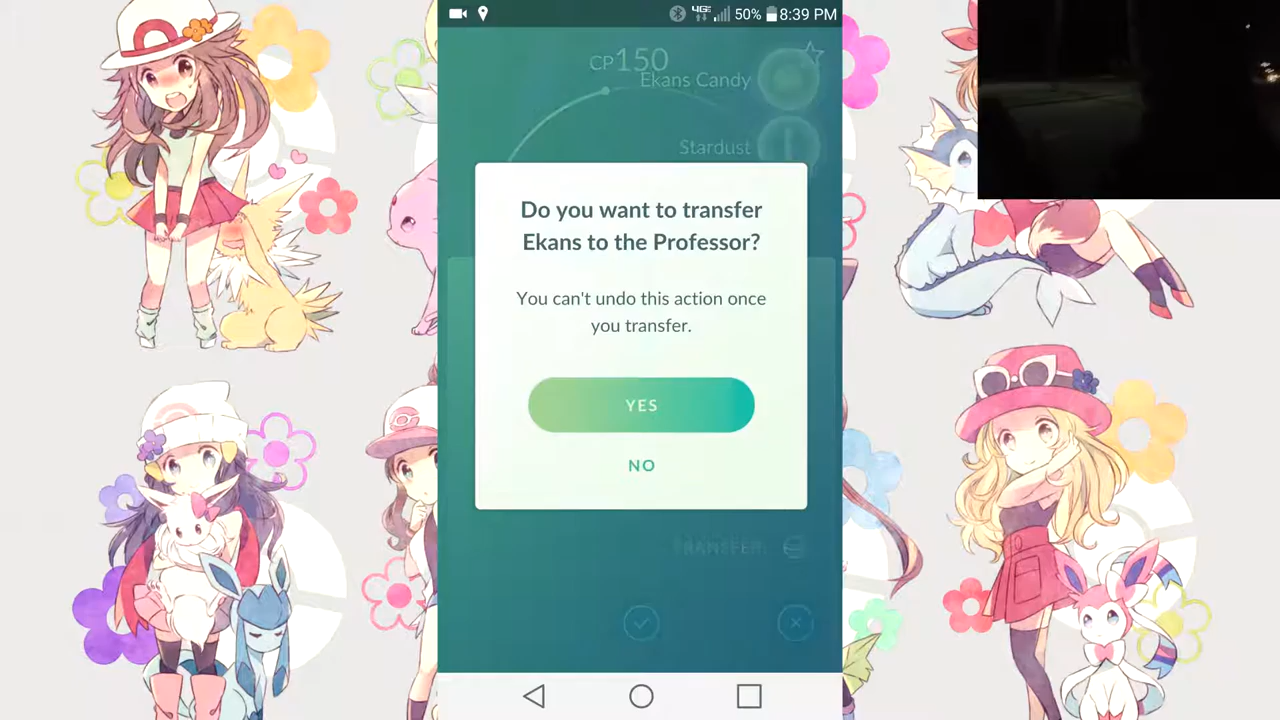 4GE 50% 8:39 PM
CP150
Ekans Candy
Stardust
Do you want to transfer
Ekans to the Professor?
You can't undo this action once
you transfer.
YES
NO
TRANSFER